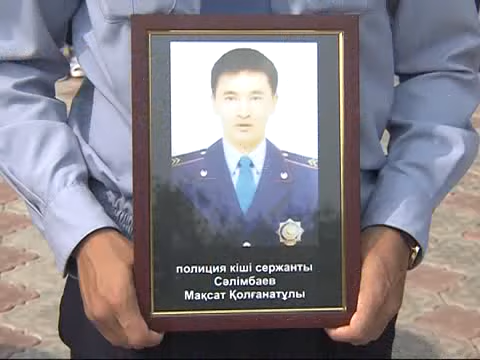 полиция кіші сержанты
Сәлімбаев
Мақсат Қолғанатұлы